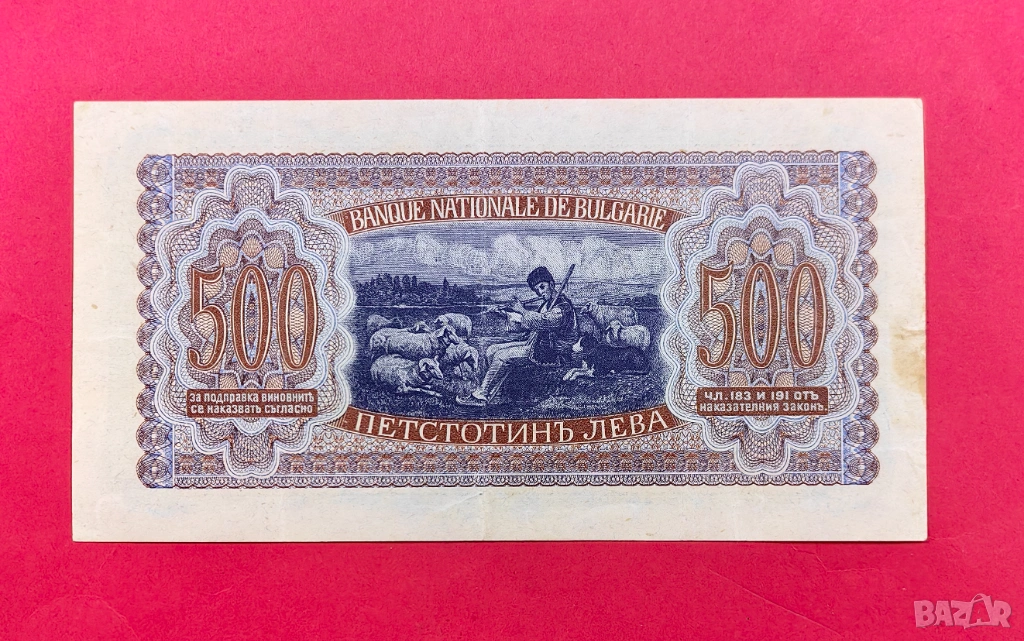 BANQUE NATIONALE DE BULGARIE
500
500
за подправка виновнитѣ
се наказватъ съгласно
чл. 183 и 191 отъ
наказателния законъ.
ПЕТСТОТИНЪ ЛЕВА
BAZAR